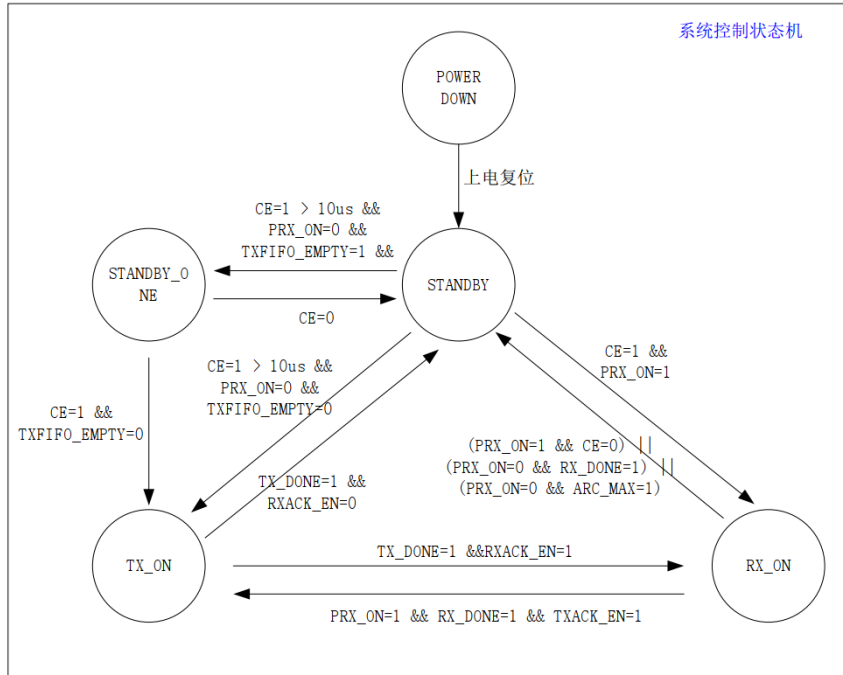 系统控制状态机
POWER
DOWN
上电复位
CE=1 > 10us &&
PRX_ON=0 &&
TXFIFO_EMPTY=1 &&
STANDBY_O
NE
STANDBY
CE=0
CE=1 > 10us &&
PRX_ON=0 &&
TXFIFO_EMPTY=0
CE=1 &&
PRX_ON=1
CE=1 &&
TXFIFO_EMPTY=0
(PRX_ON=1 && CE=0) ||
(PRX_ON=0 && RX_DONE=1) ||
(PRX_ON=0 && ARC_MAX=1)
TX_DONE=1 &&
RXACK_EN=0
TX_ON
TX_DONE=1 &&RXACK_EN=1
RX_ON
PRX_ON=1 && RX_DONE=1 && TXACK_EN=1